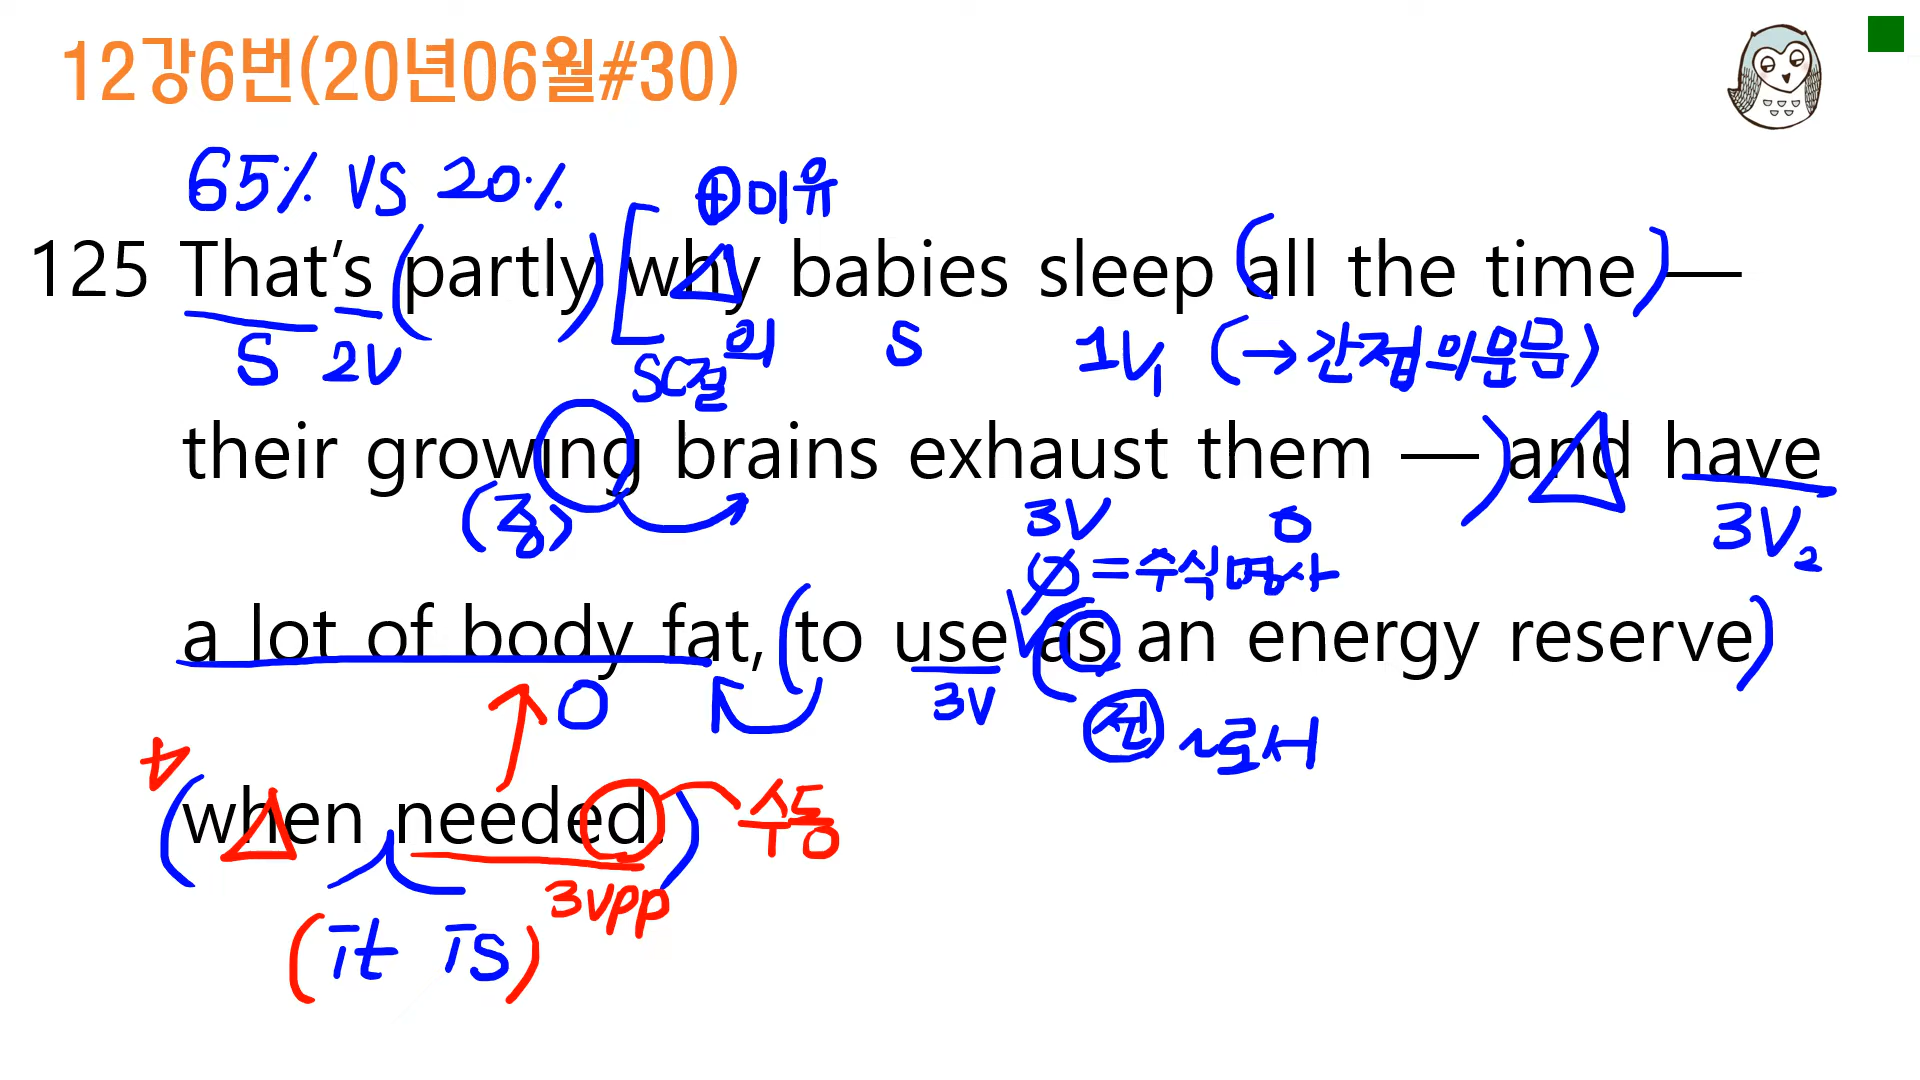 12강6번(20년06월#30)
65% VS 20%
⊕이유
125 That’s partly why babies sleep all the time —
S 2V SC절 의 S 1V1 (→간접의문문)
their growing brains exhaust them — and have
(중) 3V O 3V2
Ø=수식명사
a lot of body fat, to use as an energy reserve
O 3V 전 ~로서
when needed.
수동
3Vpp
(it is)